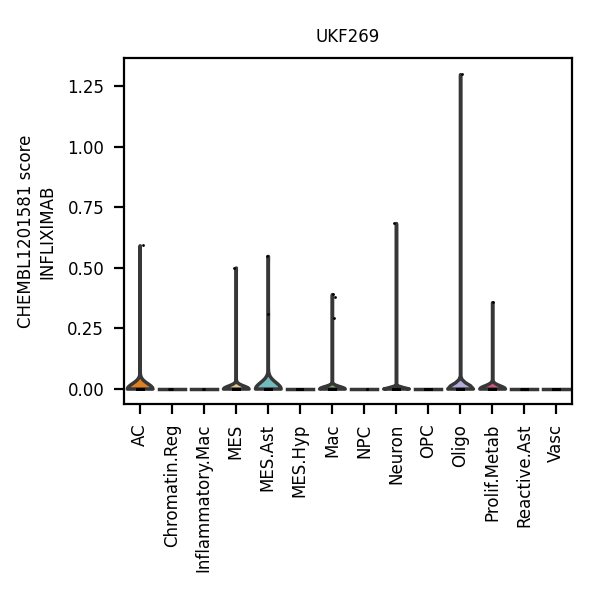 UKF269
CHEMBL1201581 score
INFLIXIMAB
1.25
1.00
0.75
0.50
0.25
0.00
AC
Chromatin.Reg
Inflammatory.Mac
MES
MES.Ast
MES.Hyp
Mac
NPC
Neuron
OPC
Oligo
Prolif.Metab
Reactive.Ast
Vasc